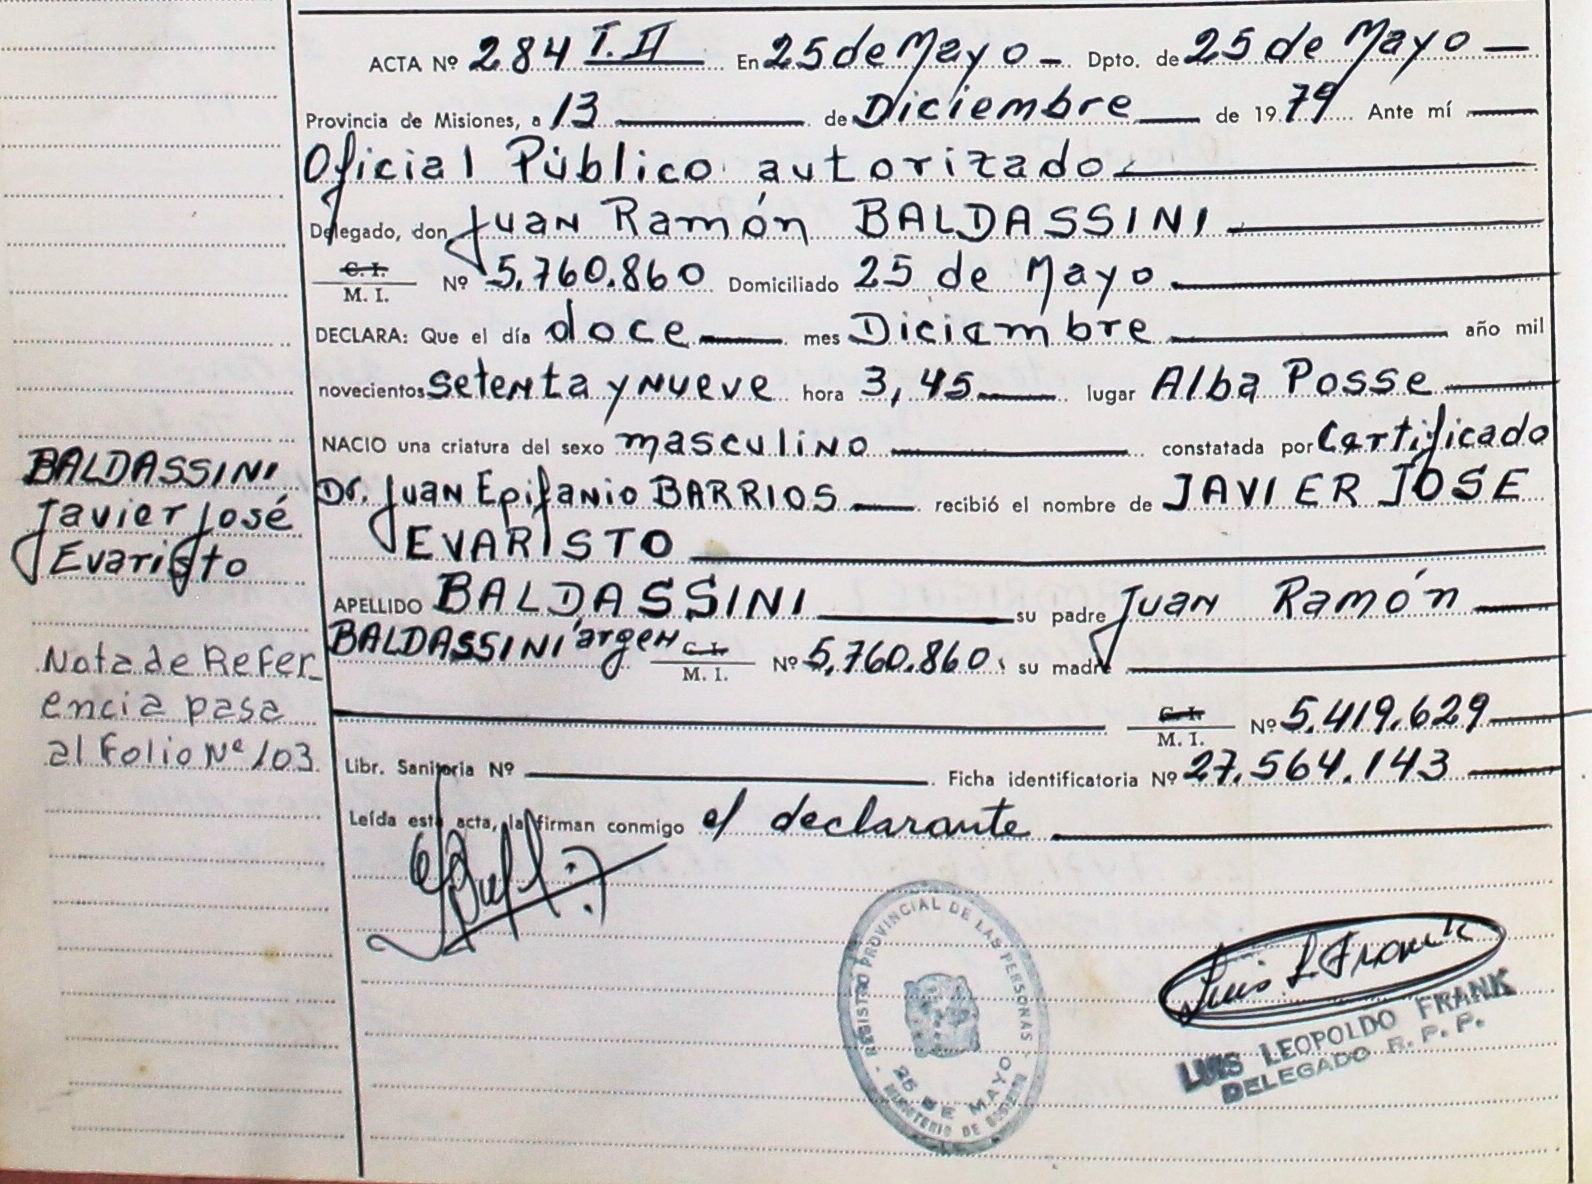 ACTA Nº 284 T.II En 25 de Mayo - Dpto. de 25 de Mayo -
Provincia de Misiones, a 13 de Diciembre de 1979 Ante mí
Oficial Público autorizado
Delegado, don Juan Ramón BALDASSINI
C.I. M. I. Nº 5.760.860 Domiciliado 25 de Mayo
DECLARA: Que el día doce mes Diciembre año mil
novecientos setenta y nueve hora 3,45 lugar Alba Posse
NACIO una criatura del sexo masculino constatada por Certificado
Dr. Juan Epifanio BARRIOS recibió el nombre de JAVIER JOSE
EVARISTO
APELLIDO BALDASSINI su padre Juan Ramón
BALDASSINI argen C.I. M. I. Nº 5.760.860 su madre
C.I. M. I. Nº 5.419.629
Libr. Sanitaria Nº Ficha identificatoria Nº 27.564.143
Leída esta acta, la firman conmigo el declarante
BALDASSINI
Javier José
Evaristo
Nota de Refer_
encia pasa
al Folio Nº 103
REGISTRO PROVINCIAL DE LAS PERSONAS
25 DE MAYO
MINISTERIO DE GOBIERNO
Luis L Frank
LUIS LEOPOLDO FRANK
DELEGADO R. P. P.